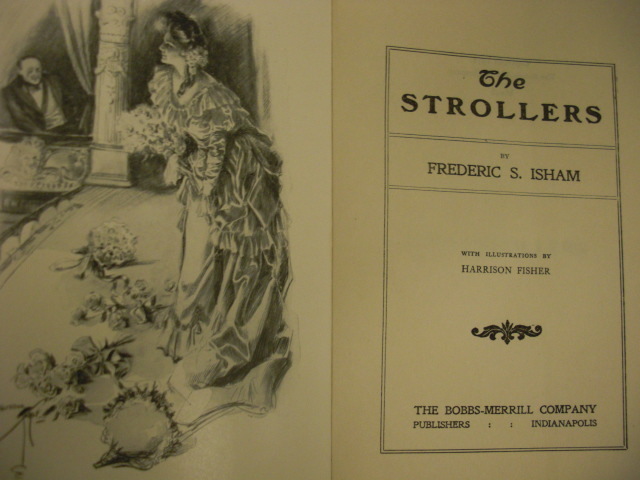 The
STROLLERS
BY
FREDERIC S. ISHAM
WITH ILLUSTRATIONS BY
HARRISON FISHER
THE BOBBS-MERRILL COMPANY
PUBLISHERS : : INDIANAPOLIS